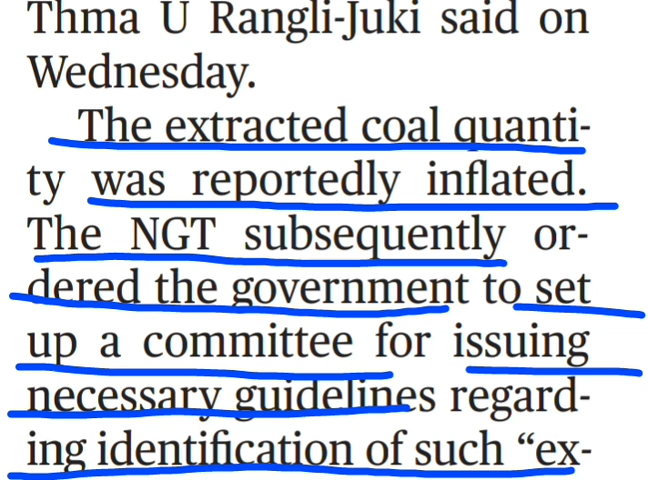 Thma U Rangli-Juki said on
Wednesday.
The extracted coal quanti-
ty was reportedly inflated.
The NGT subsequently or-
dered the government to set
up a committee for issuing
necessary guidelines regard-
ing identification of such “ex-